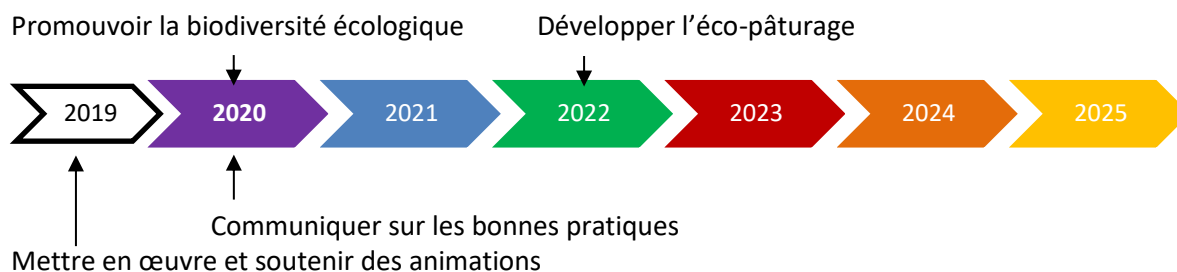 Promouvoir la biodiversité écologique Développer l’éco-pâturage
2019 2020 2021 2022 2023 2024 2025
Communiquer sur les bonnes pratiques
Mettre en œuvre et soutenir des animations